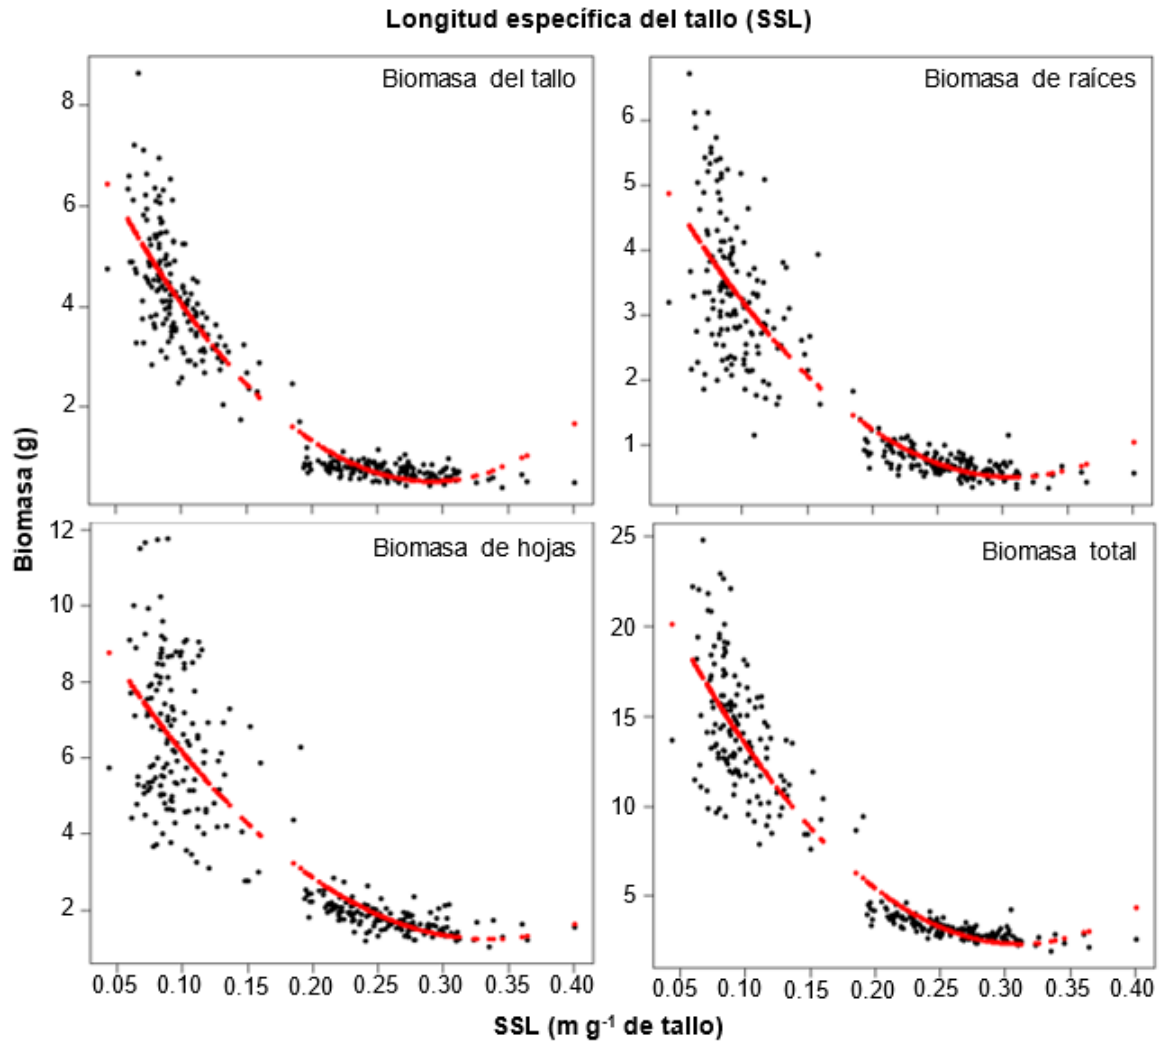 Longitud específica del tallo (SSL)
Biomasa del tallo
8
6
4
2
Biomasa de raíces
6
5
4
3
2
1
Biomasa (g)
Biomasa de hojas
12
10
8
6
4
2
Biomasa total
25
20
15
10
5
0.05 0.10 0.15 0.20 0.25 0.30 0.35 0.40
0.05 0.10 0.15 0.20 0.25 0.30 0.35 0.40
SSL (m g⁻¹ de tallo)